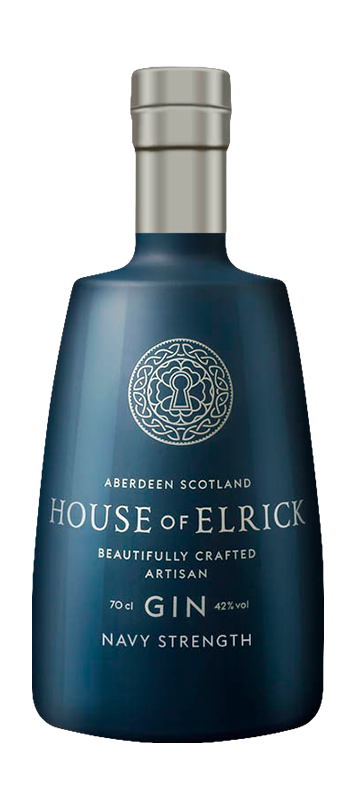 ABERDEEN SCOTLAND
HOUSE OF ELRICK
BEAUTIFULLY CRAFTED
ARTISAN
70 cl GIN 42% vol
NAVY STRENGTH